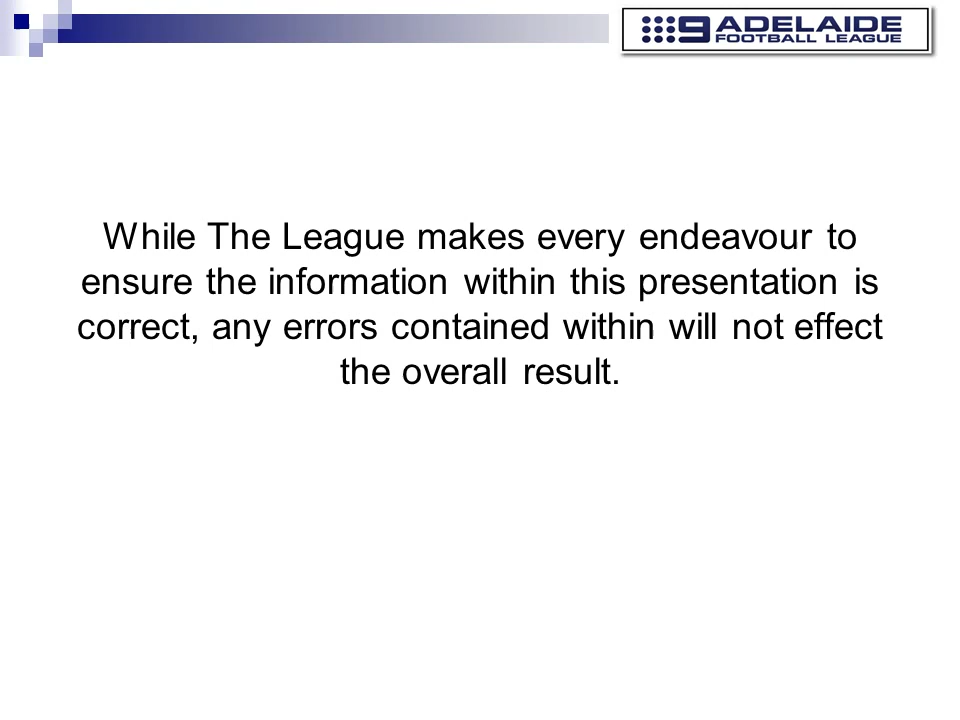 9 ADELAIDE
FOOTBALL LEAGUE
While The League makes every endeavour to
ensure the information within this presentation is
correct, any errors contained within will not effect
the overall result.